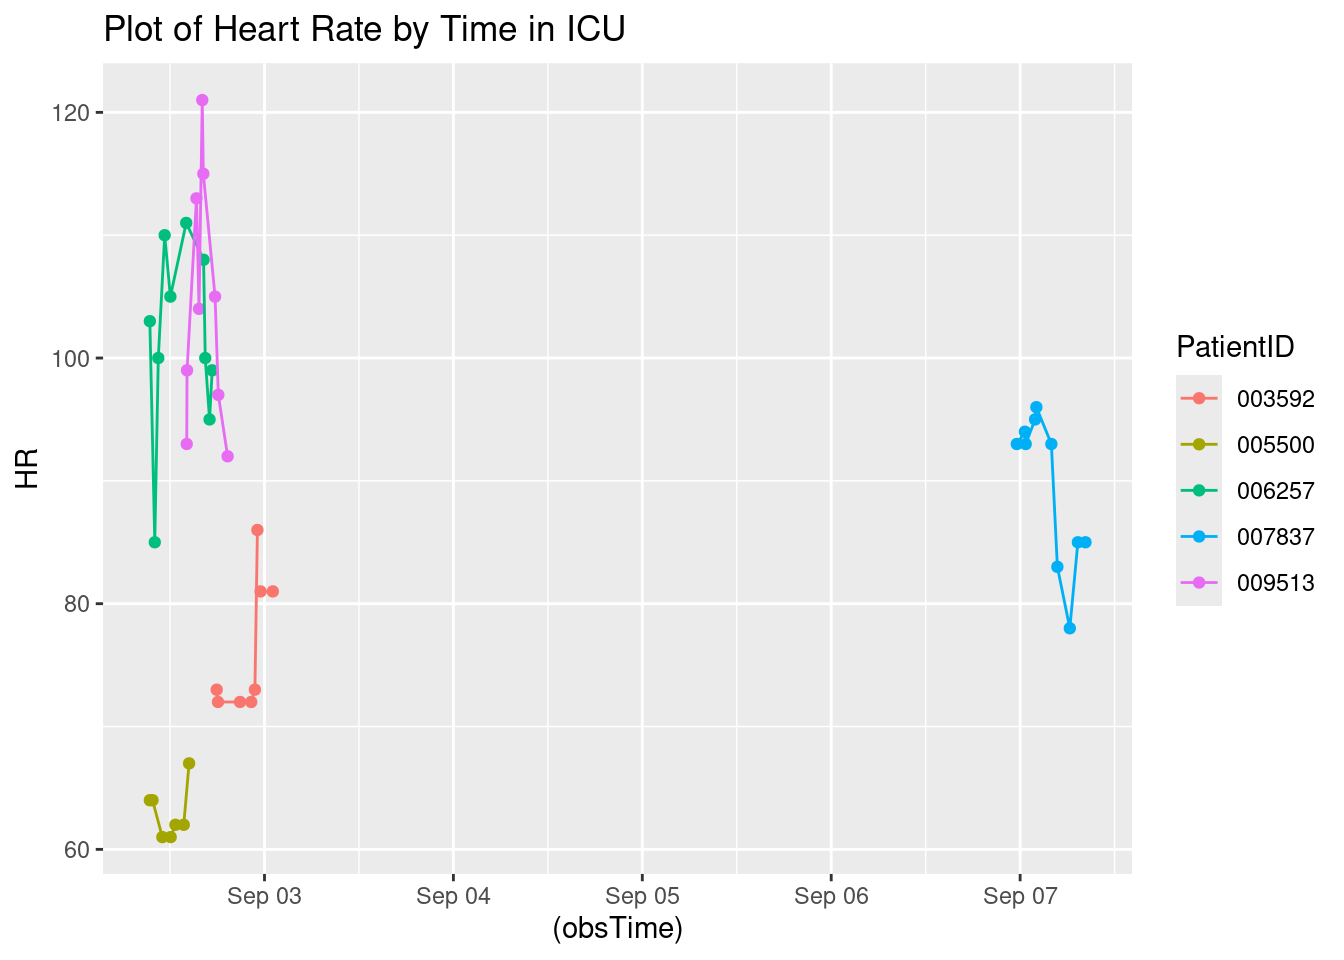 Plot of Heart Rate by Time in ICU
120
100
80
60
HR
Sep 03
Sep 04
Sep 05
Sep 06
Sep 07
(obsTime)
PatientID
003592
005500
006257
007837
009513